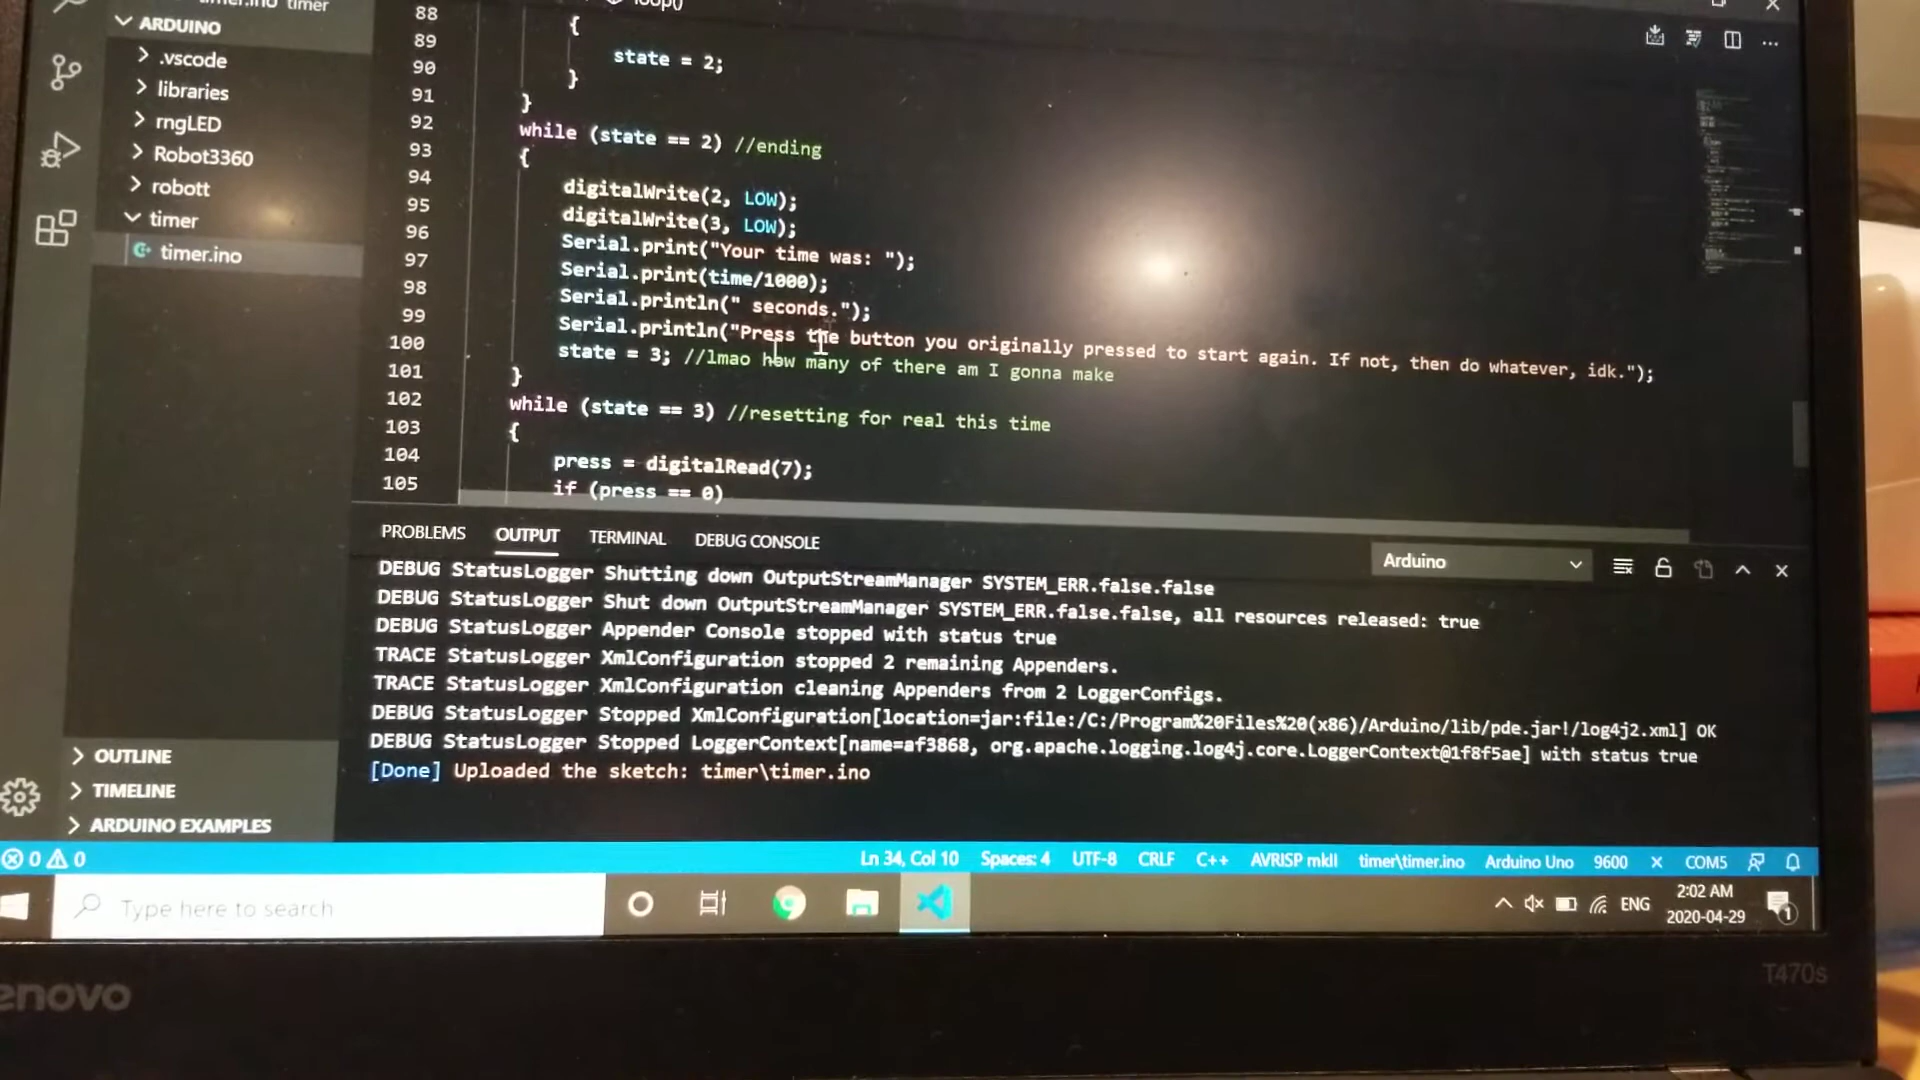 timer.ino timer
loop()
ARDUINO
.vscode
libraries
rngLED
Robot3360
robott
timer
timer.ino
OUTLINE
TIMELINE
ARDUINO EXAMPLES
88 {
89 state = 2;
90 }
91 }
92 while (state == 2) //ending
93 {
94 digitalWrite(2, LOW);
95 digitalWrite(3, LOW);
96 Serial.print("Your time was: ");
97 Serial.print(time/1000);
98 Serial.println(" seconds.");
99 Serial.println("Press the button you originally pressed to start again. If not, then do whatever, idk.");
100 state = 3; //lmao how many of there am I gonna make
101 }
102 while (state == 3) //resetting for real this time
103 {
104 press = digitalRead(7);
105 if (press == 0)
PROBLEMS OUTPUT TERMINAL DEBUG CONSOLE
Arduino
DEBUG StatusLogger Shutting down OutputStreamManager SYSTEM_ERR.false.false
DEBUG StatusLogger Shut down OutputStreamManager SYSTEM_ERR.false.false, all resources released: true
DEBUG StatusLogger Appender Console stopped with status true
TRACE StatusLogger XmlConfiguration stopped 2 remaining Appenders.
TRACE StatusLogger XmlConfiguration cleaning Appenders from 2 LoggerConfigs.
DEBUG StatusLogger Stopped XmlConfiguration[location=jar:file:/C:/Program%20Files%20(x86)/Arduino/lib/pde.jar!/log4j2.xml] OK
DEBUG StatusLogger Stopped LoggerContext[name=af3868, org.apache.logging.log4j.core.LoggerContext@1f8f5ae] with status true
[Done] Uploaded the sketch: timer\timer.ino
0 0 Ln 34, Col 10 Spaces: 4 UTF-8 CRLF C++ AVRISP mkII timer\timer.ino Arduino Uno 9600 COM5
Type here to search
ENG
2:02 AM
2020-04-29
1
enovo
T470s